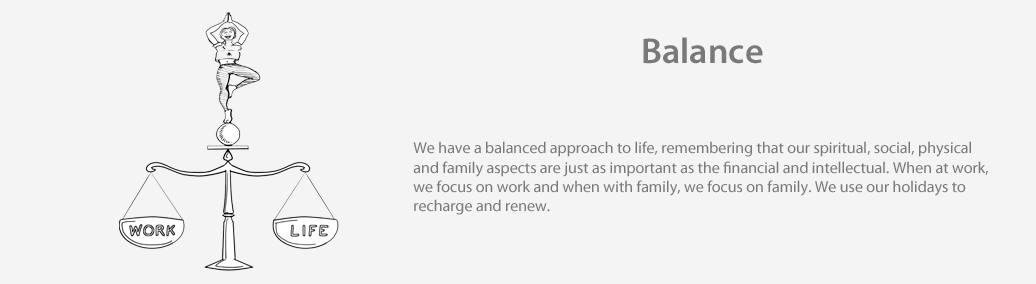 Balance
We have a balanced approach to life, remembering that our spiritual, social, physical
and family aspects are just as important as the financial and intellectual. When at work,
we focus on work and when with family, we focus on family. We use our holidays to
recharge and renew.
WORK
LIFE